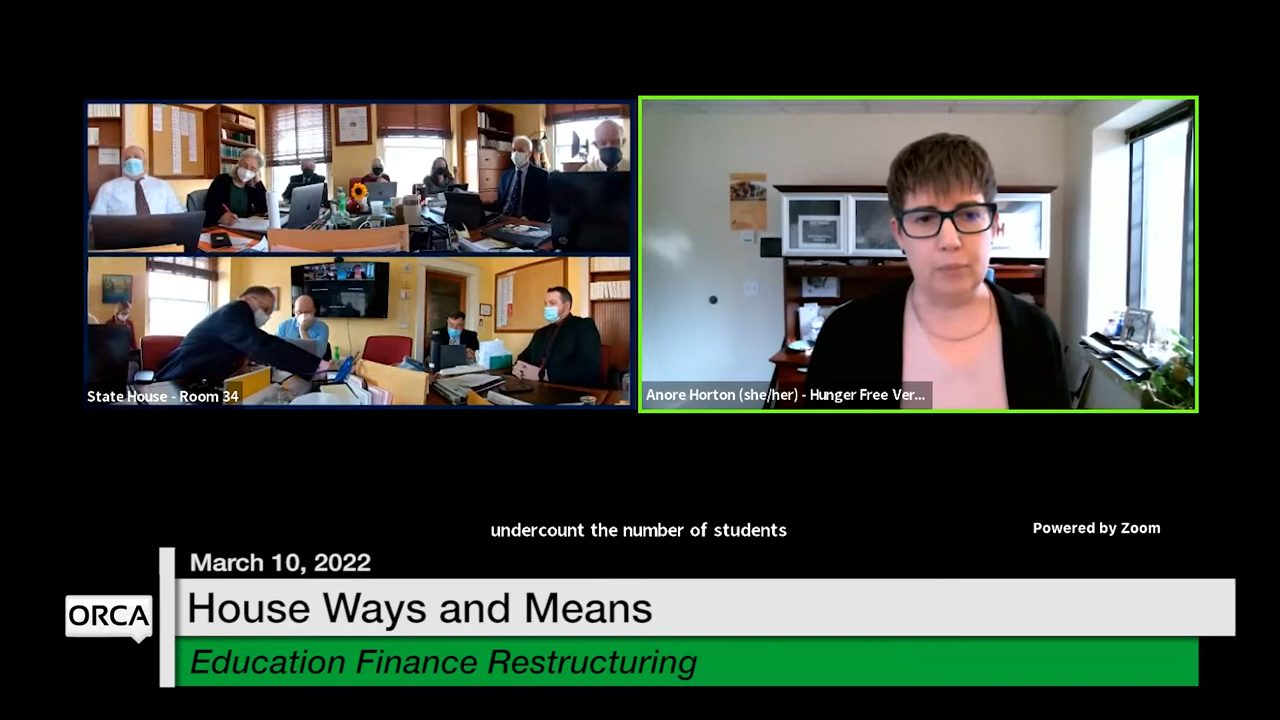 State House - Room 34
Anore Horton (she/her) - Hunger Free Ver...
undercount the number of students
Powered by Zoom
March 10, 2022
ORCA
House Ways and Means
Education Finance Restructuring